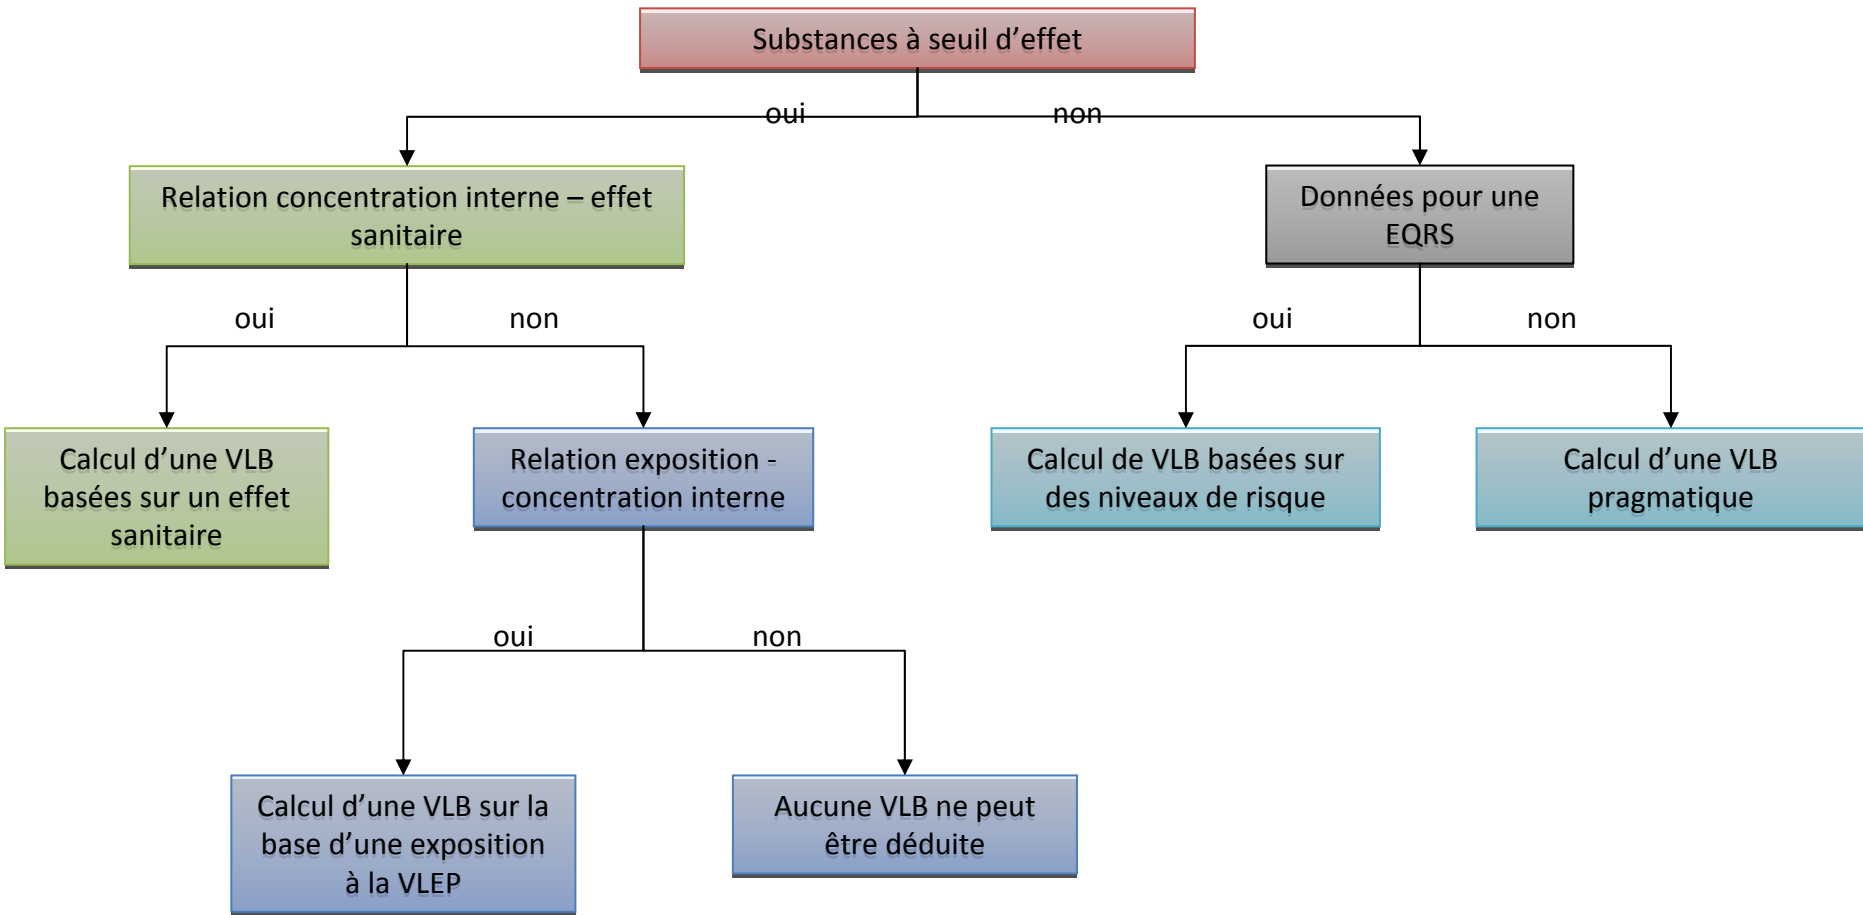 Substances à seuil d’effet
oui
non
Relation concentration interne – effet
sanitaire
Données pour une
EQRS
oui
non
oui
non
Calcul d’une VLB
basées sur un effet
sanitaire
Relation exposition -
concentration interne
Calcul de VLB basées sur
des niveaux de risque
Calcul d’une VLB
pragmatique
oui
non
Calcul d’une VLB sur la
base d’une exposition
à la VLEP
Aucune VLB ne peut
être déduite